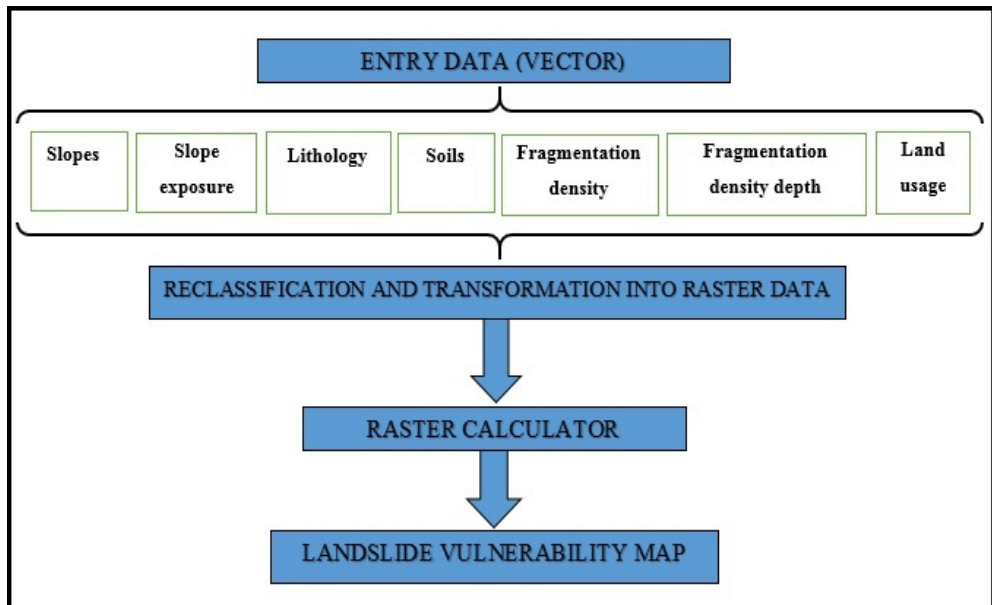 ENTRY DATA (VECTOR)
Slopes
Slope
exposure
Lithology
Soils
Fragmentation
density
Fragmentation
density depth
Land
usage
RECLASSIFICATION AND TRANSFORMATION INTO RASTER DATA
RASTER CALCULATOR
LANDSLIDE VULNERABILITY MAP